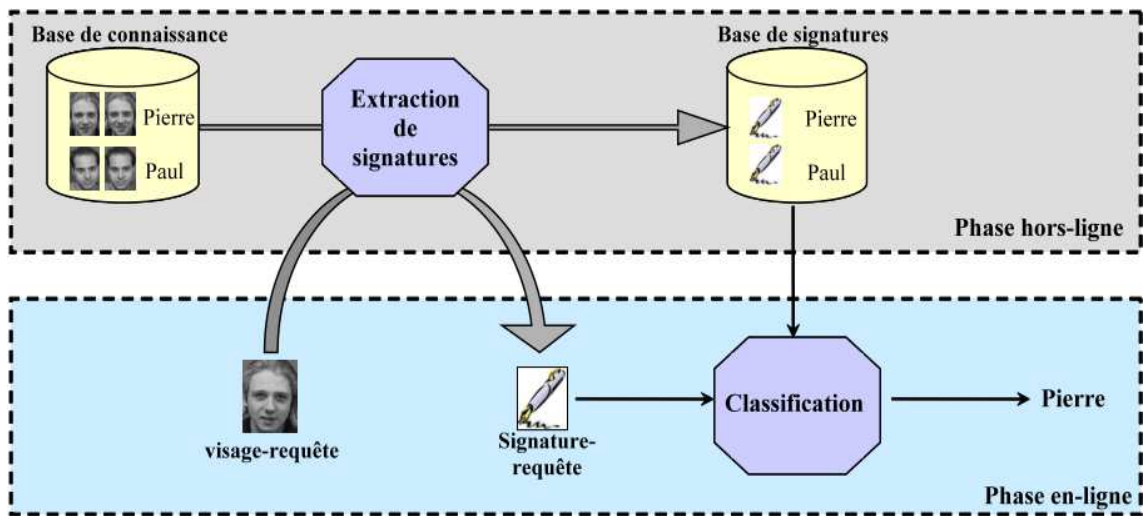 Base de connaissance
Base de signatures
Pierre
Paul
Extraction
de
signatures
Pierre
Paul
Phase hors-ligne
visage-requête
Signature-
requête
Classification
Pierre
Phase en-ligne